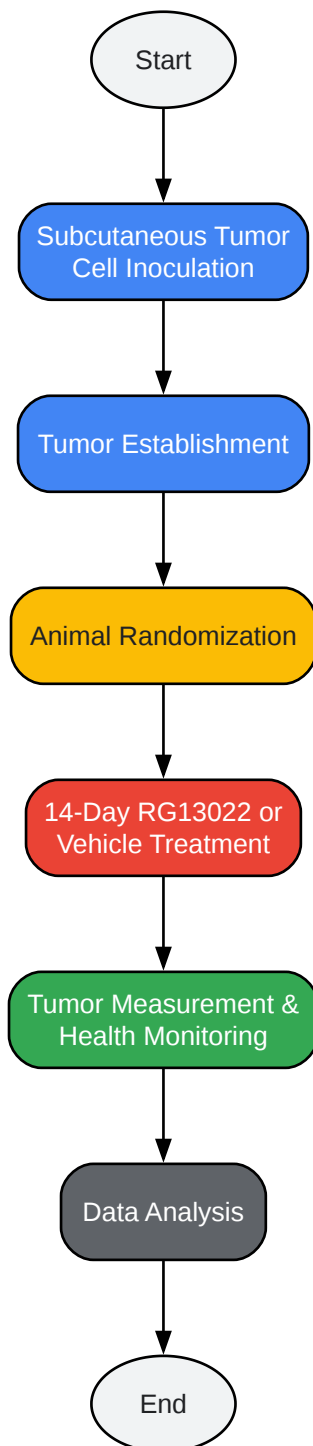 Start
Subcutaneous Tumor
Cell Inoculation
Tumor Establishment
Animal Randomization
14-Day RG13022 or
Vehicle Treatment
Tumor Measurement &
Health Monitoring
Data Analysis
End